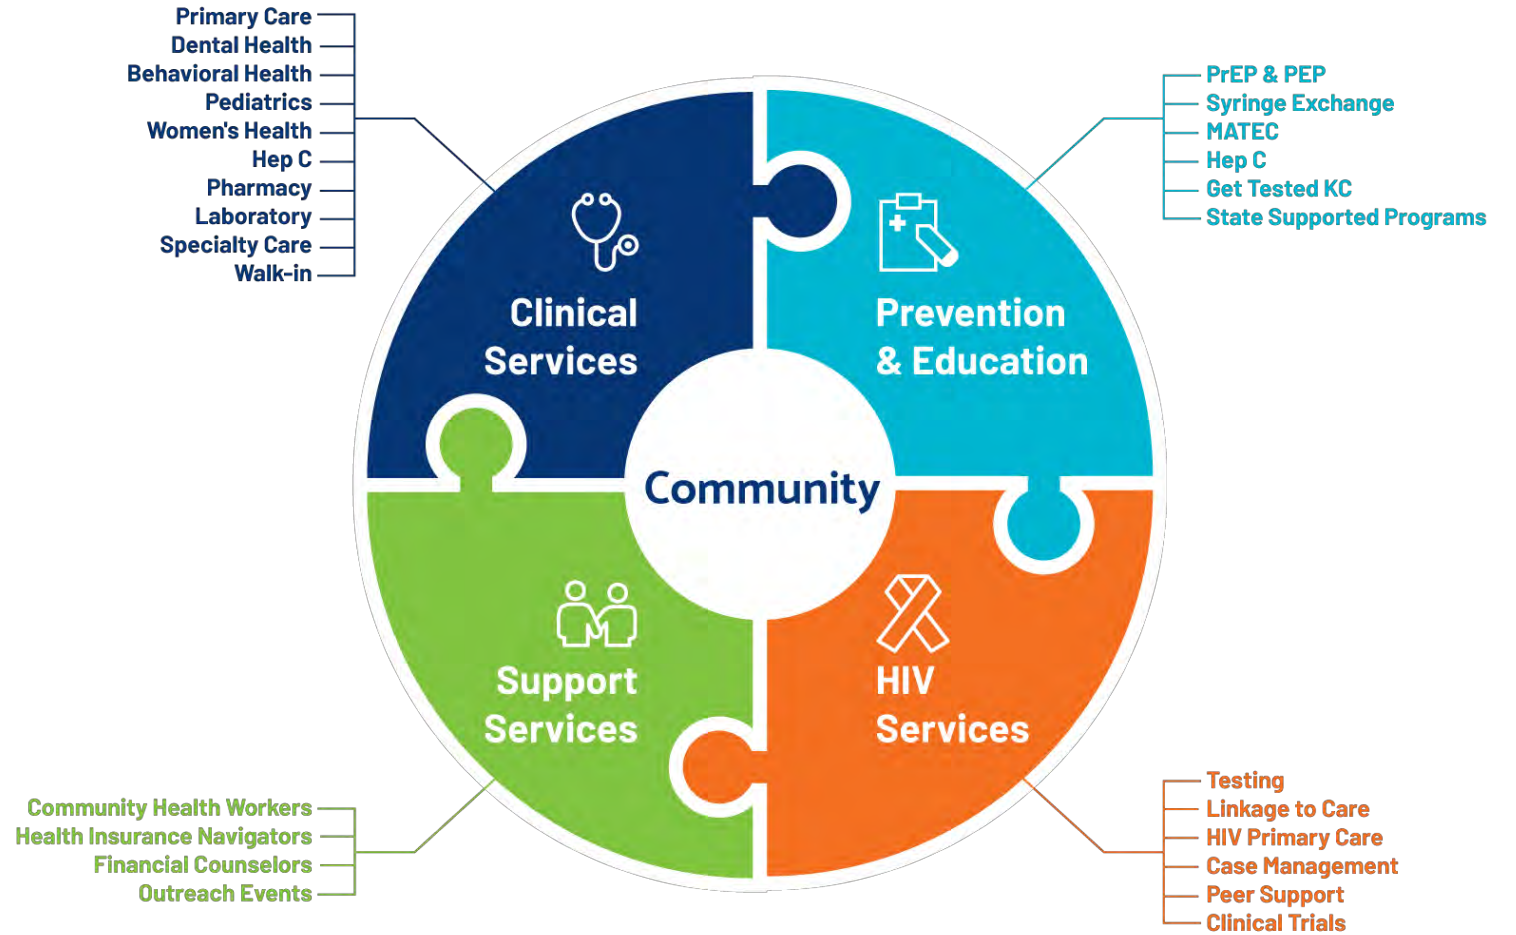 Primary Care
Dental Health
Behavioral Health
Pediatrics
Women's Health
Hep C
Pharmacy
Laboratory
Specialty Care
Walk-in
PrEP & PEP
Syringe Exchange
MATEC
Hep C
Get Tested KC
State Supported Programs
Clinical
Services
Prevention
& Education
Community
Support
Services
HIV
Services
Community Health Workers
Health Insurance Navigators
Financial Counselors
Outreach Events
Testing
Linkage to Care
HIV Primary Care
Case Management
Peer Support
Clinical Trials